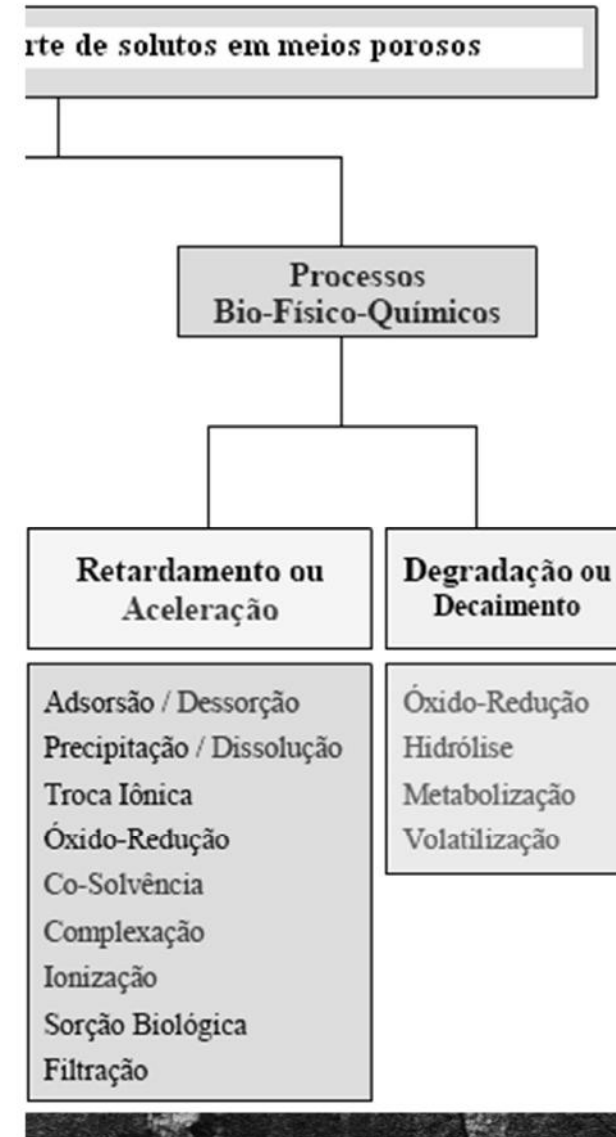 rte de solutos em meios porosos
Processos
Bio-Físico-Químicos
Retardamento ou
Aceleração
Adsorsão / Dessorção
Precipitação / Dissolução
Troca Iônica
Óxido-Redução
Co-Solvência
Complexação
Ionização
Sorção Biológica
Filtração
Degradação ou
Decaimento
Óxido-Redução
Hidrólise
Metabolização
Volatilização